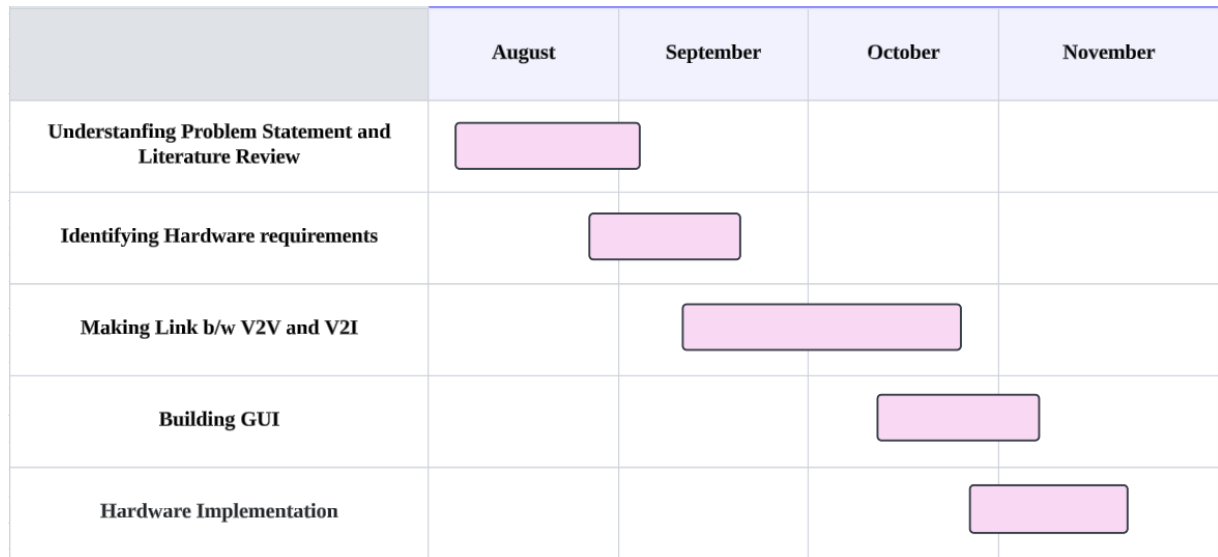 August
September
October
November
Understanfing Problem Statement and
Literature Review
Identifying Hardware requirements
Making Link b/w V2V and V2I
Building GUI
Hardware Implementation